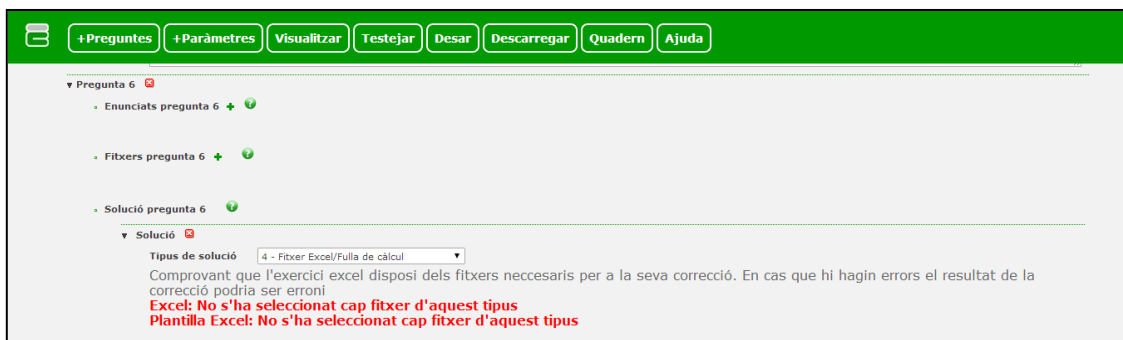 +Preguntes +Paràmetres Visualitzar Testejar Desar Descarregar Quadern Ajuda
Pregunta 6
Enunciats pregunta 6
Fitxers pregunta 6
Solució pregunta 6
Solució
Tipus de solució 4 - Fitxer Excel/Fulla de càlcul
Comprovant que l'exercici excel disposi dels fitxers neccesaris per a la seva correcció. En cas que hi hagin errors el resultat de la
correcció podria ser erroni
Excel: No s'ha seleccionat cap fitxer d'aquest tipus
Plantilla Excel: No s'ha seleccionat cap fitxer d'aquest tipus